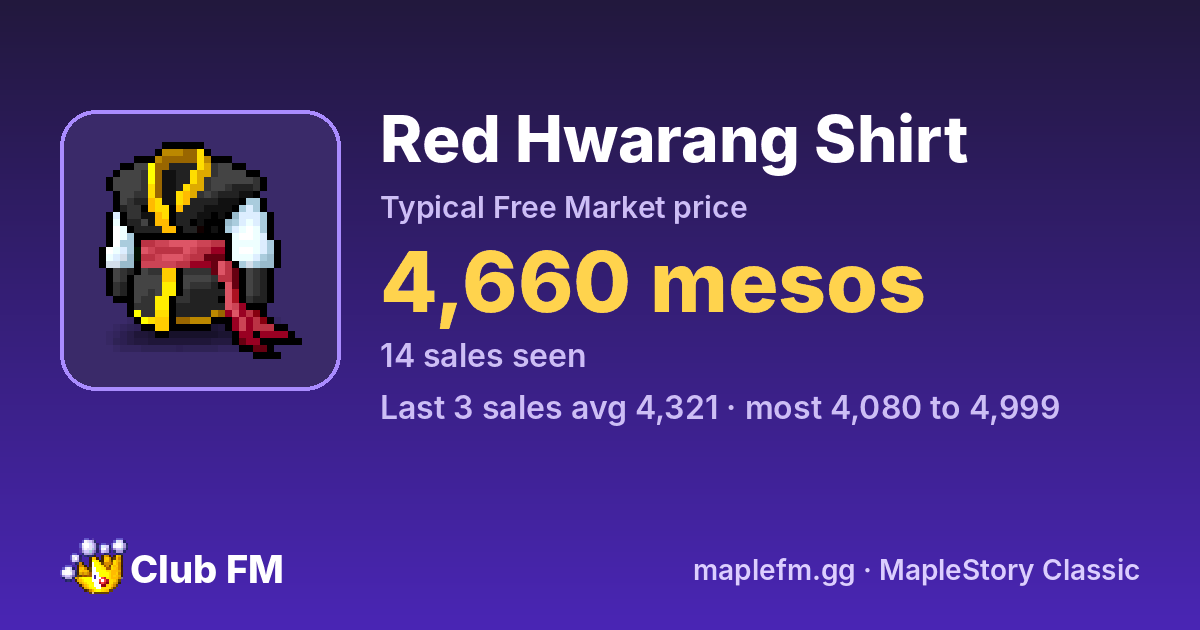 Red Hwarang Shirt
Typical Free Market price
4,660 mesos
14 sales seen
Last 3 sales avg 4,321 · most 4,080 to 4,999
Club FM
maplefm.gg · MapleStory Classic